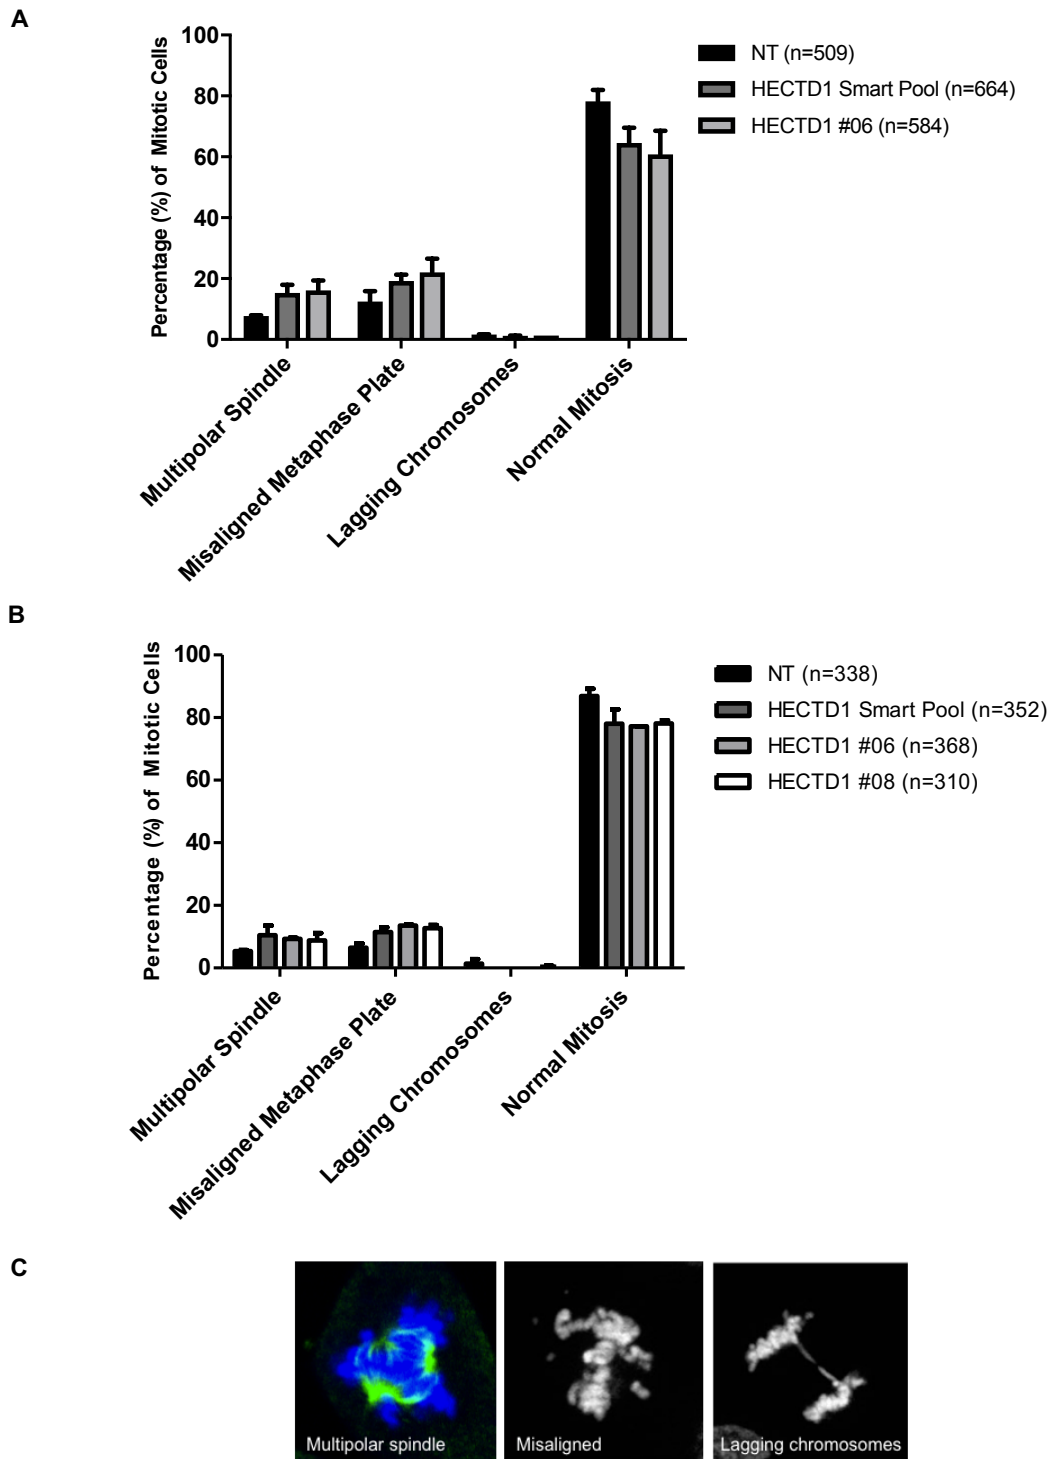 A
Percentage (%) of Mitotic Cells
100
80
60
40
20
0
NT (n=509)
HECTD1 Smart Pool (n=664)
HECTD1 #06 (n=584)
Multipolar Spindle
Misaligned Metaphase Plate
Lagging Chromosomes
Normal Mitosis
B
Percentage (%) of Mitotic Cells
100
80
60
40
20
0
NT (n=338)
HECTD1 Smart Pool (n=352)
HECTD1 #06 (n=368)
HECTD1 #08 (n=310)
Multipolar Spindle
Misaligned Metaphase Plate
Lagging Chromosomes
Normal Mitosis
C
Multipolar spindle
Misaligned
Lagging chromosomes